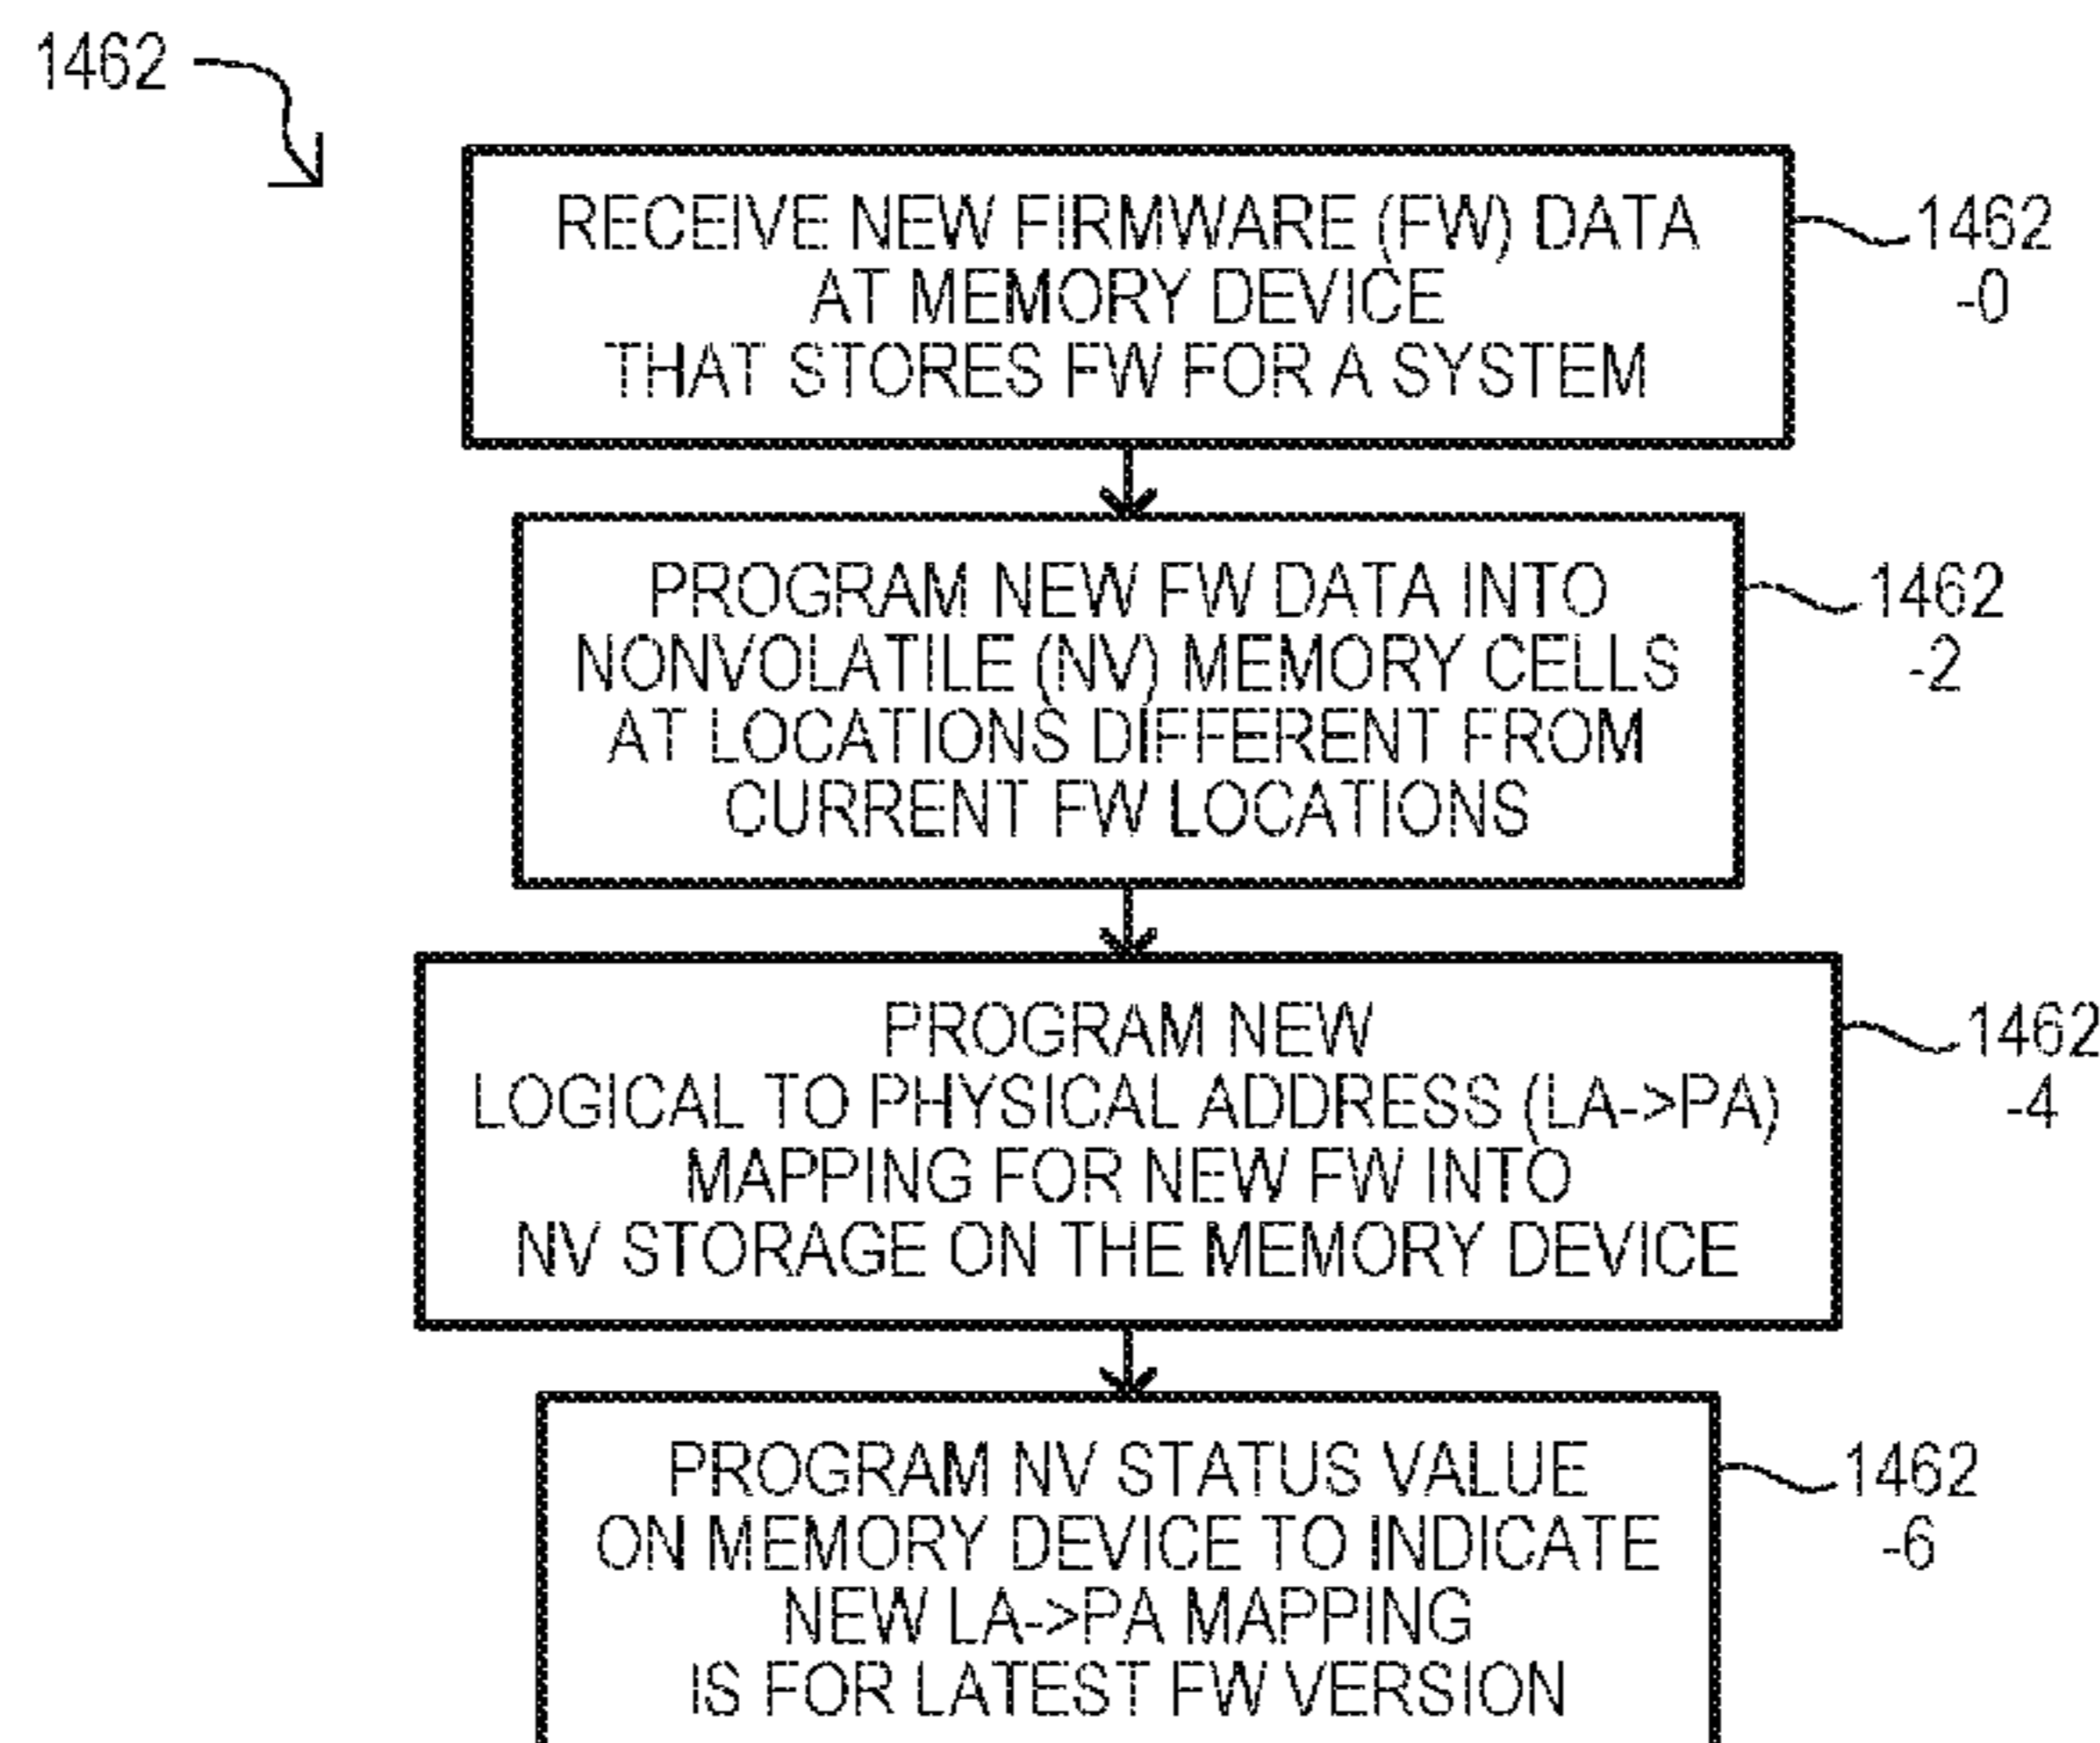 1462
RECEIVE NEW FIRMWARE (FW) DATA
AT MEMORY DEVICE
THAT STORES FW FOR A SYSTEM
1462
-0
PROGRAM NEW FW DATA INTO
NONVOLATILE (NV) MEMORY CELLS
AT LOCATIONS DIFFERENT FROM
CURRENT FW LOCATIONS
1462
-2
PROGRAM NEW
LOGICAL TO PHYSICAL ADDRESS (LA->PA)
MAPPING FOR NEW FW INTO
NV STORAGE ON THE MEMORY DEVICE
1462
-4
PROGRAM NV STATUS VALUE
ON MEMORY DEVICE TO INDICATE
NEW LA->PA MAPPING
IS FOR LATEST FW VERSION
1462
-6